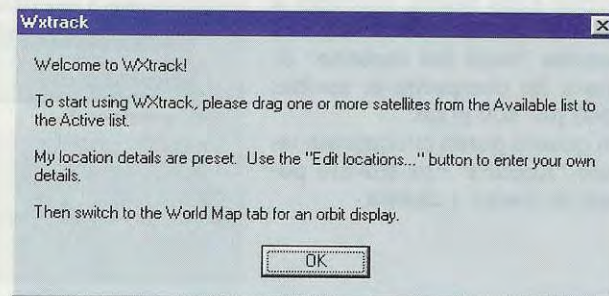 Wxtrack
Welcome to WXtrack!
To start using WXtrack, please drag one or more satellites from the Available list to
the Active list.
My location details are preset. Use the "Edit locations..." button to enter your own
details.
Then switch to the World Map tab for an orbit display.
OK